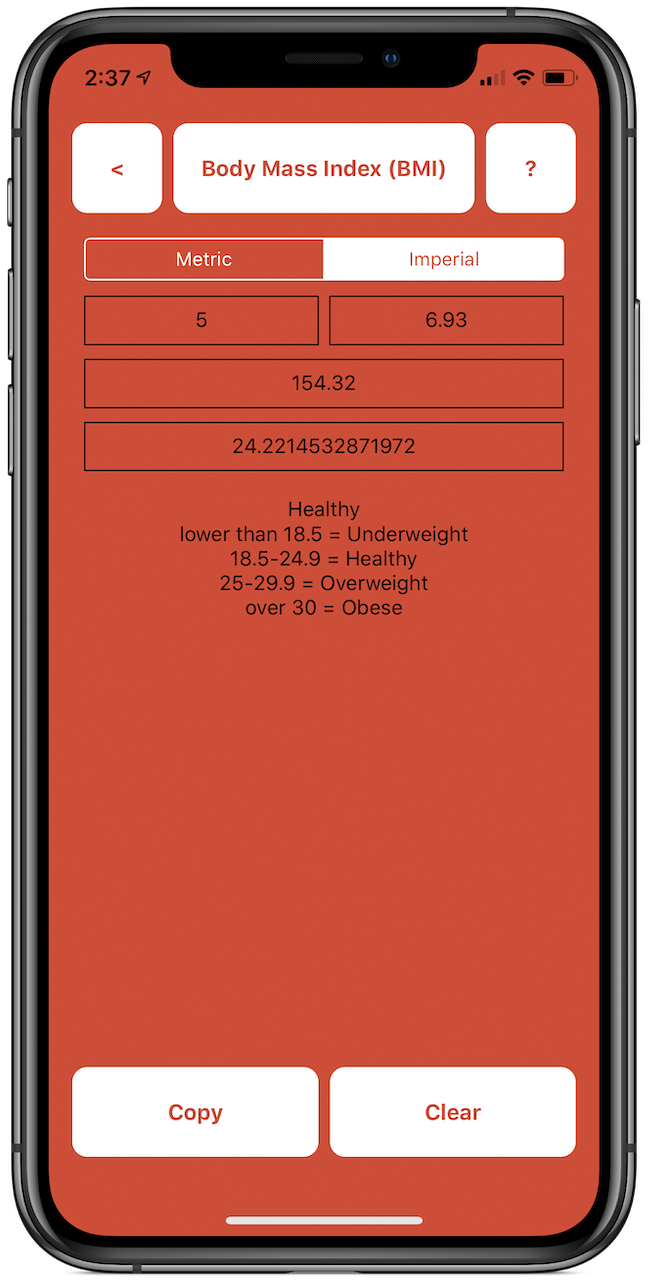 2:37
< Body Mass Index (BMI) ?
Metric Imperial
5 6.93
154.32
24.2214532871972
Healthy
lower than 18.5 = Underweight
18.5-24.9 = Healthy
25-29.9 = Overweight
over 30 = Obese
Copy Clear